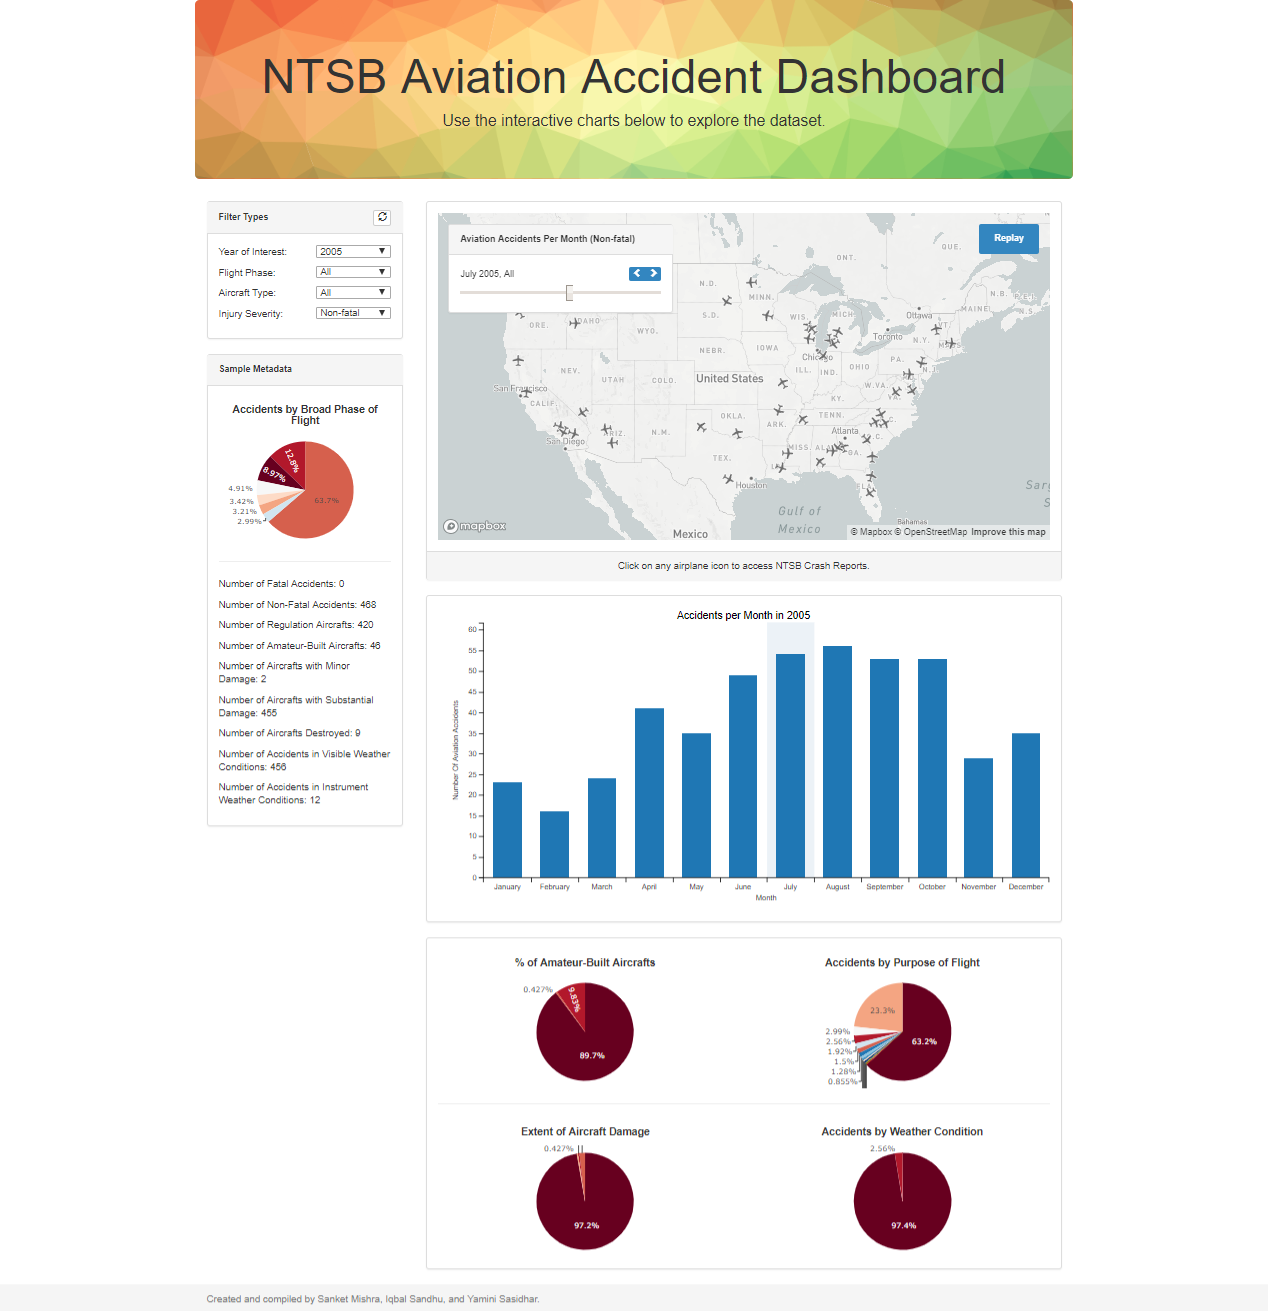 NTSB Aviation Accident Dashboard
Use the interactive charts below to explore the dataset.
Filter Types
Year of Interest: 2005
Flight Phase: All
Aircraft Type: All
Injury Severity: Non-fatal
Sample Metadata
Accidents by Broad Phase of
Flight
12.8%
8.97%
63.7%
4.91%
3.42%
3.21%
2.99%
Number of Fatal Accidents: 0
Number of Non-Fatal Accidents: 468
Number of Regulation Aircrafts: 420
Number of Amateur-Built Aircrafts: 46
Number of Aircrafts with Minor
Damage: 2
Number of Aircrafts with Substantial
Damage: 455
Number of Aircrafts Destroyed: 9
Number of Accidents in Visible Weather
Conditions: 456
Number of Accidents in Instrument
Weather Conditions: 12
Aviation Accidents Per Month (Non-fatal)
July 2005, All
Replay
ONT.
QUE.
N.D.
MINN.
N.B.
P.E.I.
MAINE
N.S.
Ottawa
VT.
S.D.
WIS.
MICH.
ORE.
IDAHO
WYO.
Toronto
N.Y.
MASS.
NEBR.
IOWA
Chicago
PA.
NEV.
UTAH
COLO.
United States
ILL.
IND.
OHIO
N.J.
San Francisco
W.VA.
VA.
CALIF.
KY.
OKLA.
TENN.
ARK.
N.M.
ARIZ.
Atlanta
San Diego
TEX.
MISS.
ALA.
GA.
LA.
Houston
FLA.
Gulf of
Mexico
Mexico
Bahamas
mapbox
© Mapbox © OpenStreetMap Improve this map
Click on any airplane icon to access NTSB Crash Reports.
Accidents per Month in 2005
Number Of Aviation Accidents
60
55
50
45
40
35
30
25
20
15
10
5
0
January February March April May June July August September October November December
Month
% of Amateur-Built Aircrafts
0.427%
9.83%
89.7%
Accidents by Purpose of Flight
23.3%
63.2%
2.99%
2.56%
1.92%
1.5%
1.28%
0.855%
Extent of Aircraft Damage
0.427%
97.2%
Accidents by Weather Condition
2.56%
97.4%
Created and compiled by Sanket Mishra, Iqbal Sandhu, and Yamini Sasidhar.